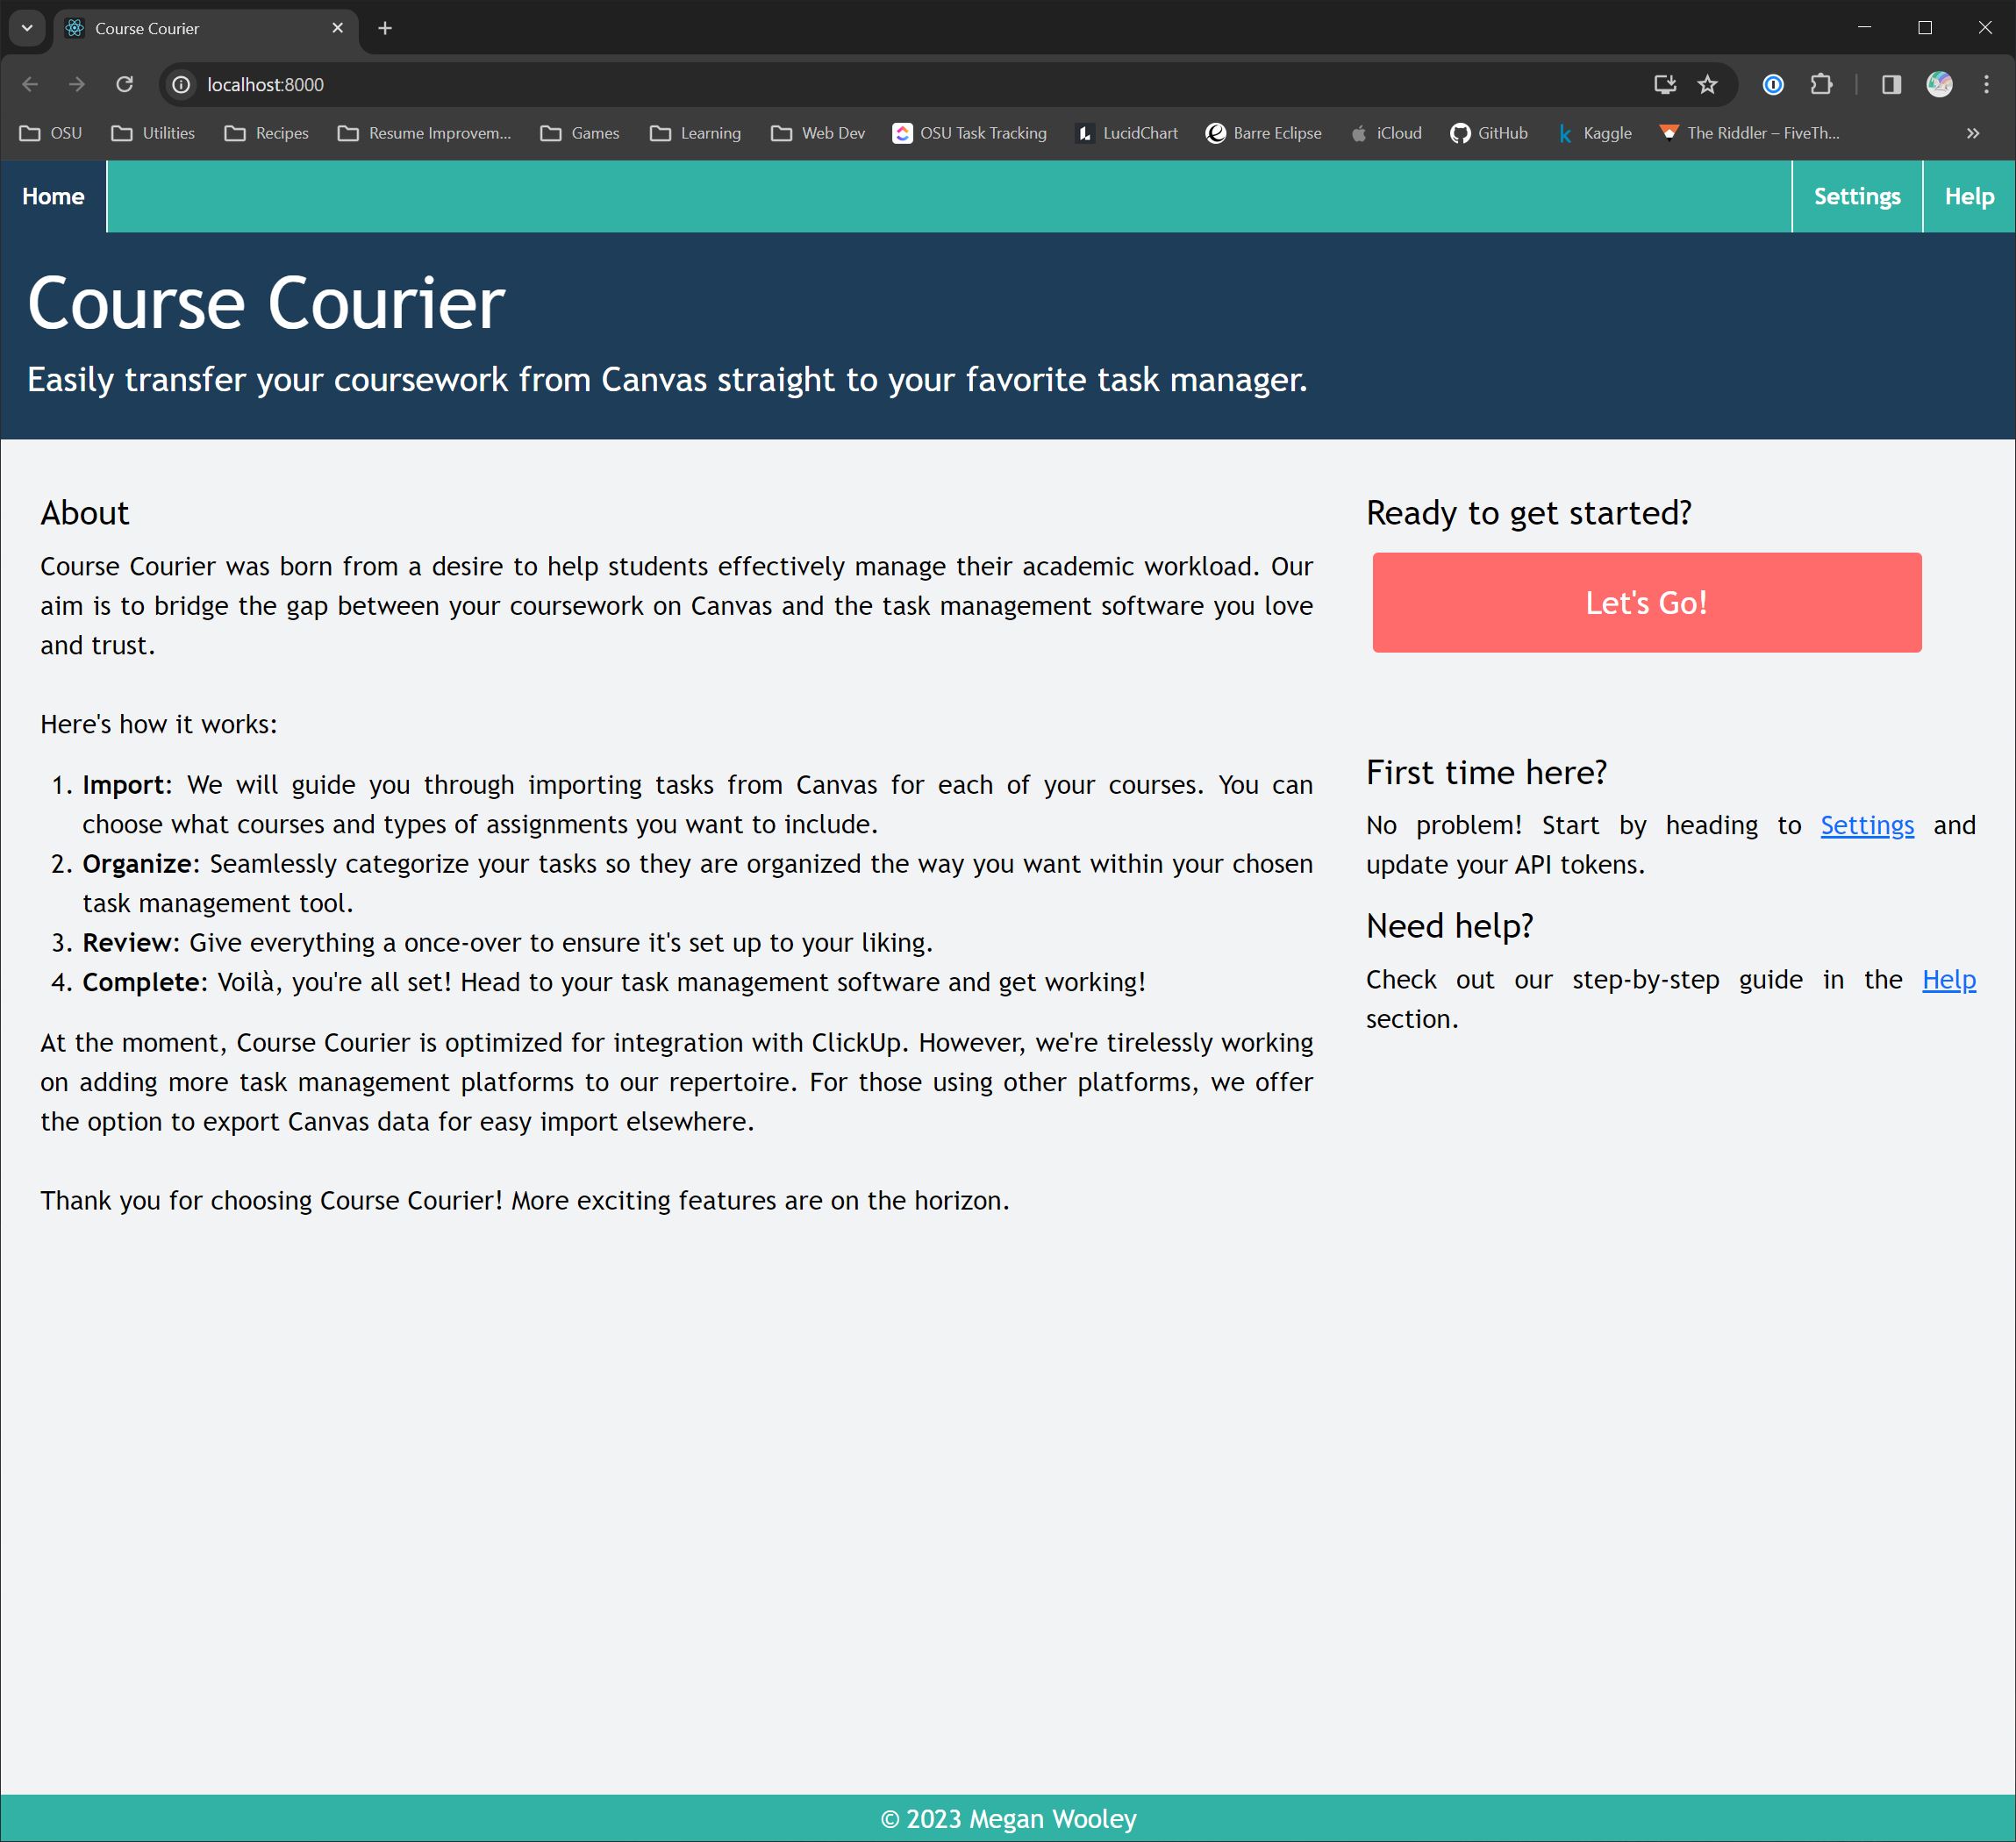 Course Courier
localhost:8000
OSU Utilities Recipes Resume Improvem... Games Learning Web Dev OSU Task Tracking LucidChart Barre Eclipse iCloud GitHub k Kaggle The Riddler – FiveTh...
Home Settings Help
Course Courier
Easily transfer your coursework from Canvas straight to your favorite task manager.
About
Course Courier was born from a desire to help students effectively manage their academic workload. Our
aim is to bridge the gap between your coursework on Canvas and the task management software you love
and trust.
Here's how it works:
1. Import: We will guide you through importing tasks from Canvas for each of your courses. You can
choose what courses and types of assignments you want to include.
2. Organize: Seamlessly categorize your tasks so they are organized the way you want within your chosen
task management tool.
3. Review: Give everything a once-over to ensure it's set up to your liking.
4. Complete: Voilà, you're all set! Head to your task management software and get working!
At the moment, Course Courier is optimized for integration with ClickUp. However, we're tirelessly working
on adding more task management platforms to our repertoire. For those using other platforms, we offer
the option to export Canvas data for easy import elsewhere.
Thank you for choosing Course Courier! More exciting features are on the horizon.
Ready to get started?
Let's Go!
First time here?
No problem! Start by heading to Settings and
update your API tokens.
Need help?
Check out our step-by-step guide in the Help
section.
© 2023 Megan Wooley